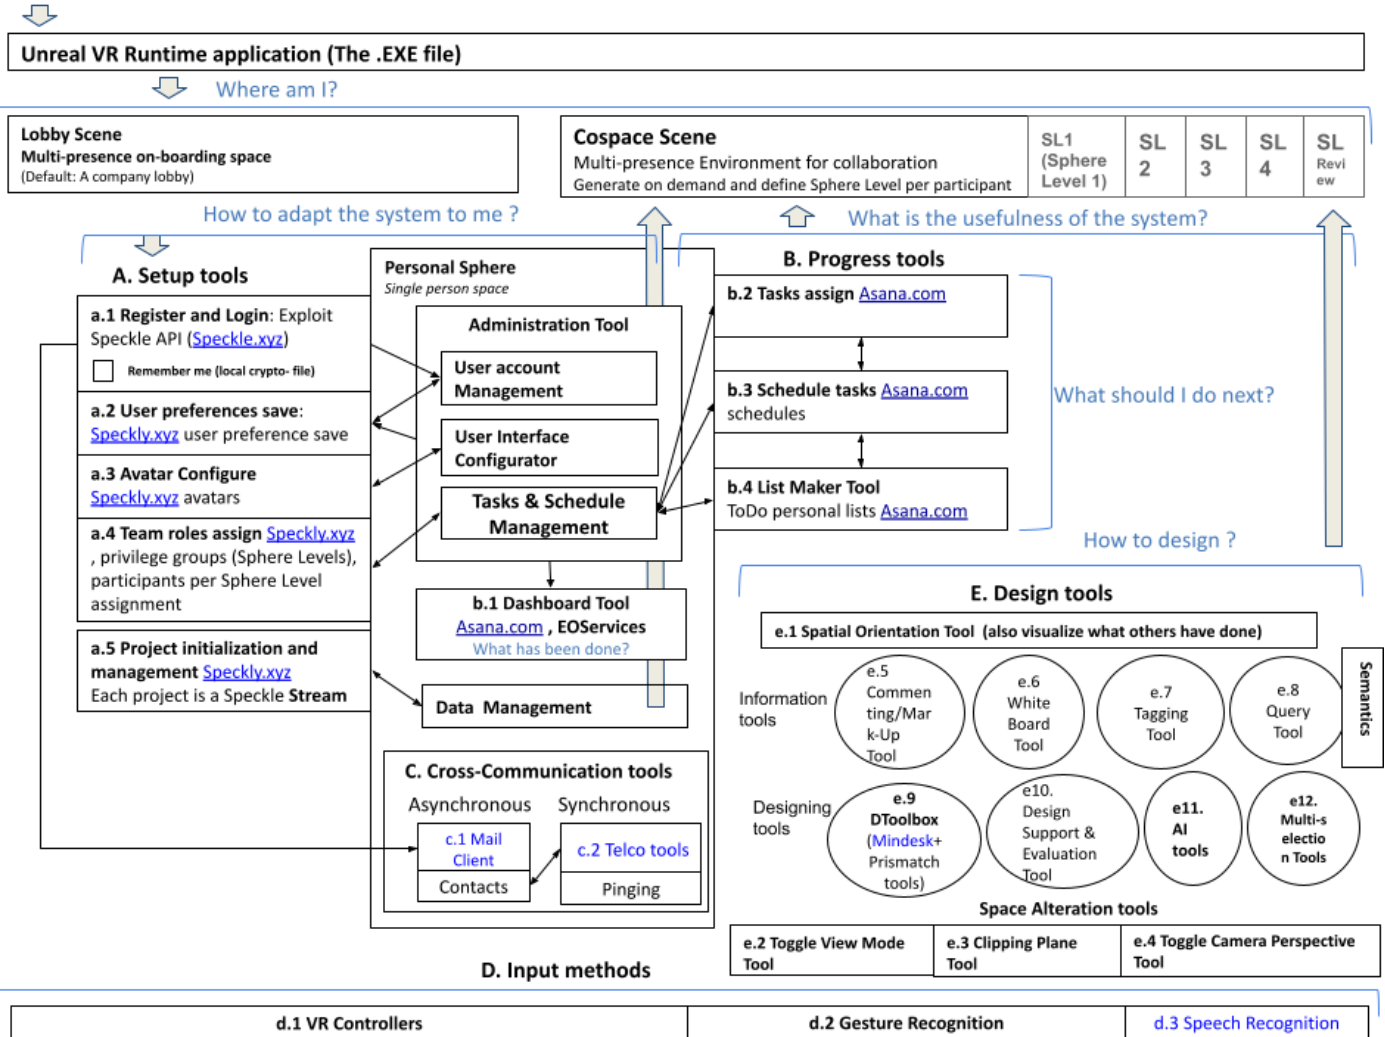 Unreal VR Runtime application (The .EXE file)
Where am I?
Lobby Scene
Multi-presence on-boarding space
(Default: A company lobby)
Cospace Scene
Multi-presence Environment for collaboration
Generate on demand and define Sphere Level per participant
SL1
(Sphere
Level 1)
SL
2
SL
3
SL
4
SL
Revi
ew
How to adapt the system to me ?
What is the usefulness of the system?
A. Setup tools
a.1 Register and Login: Exploit
Speckle API (Speckle.xyz)
Remember me (local crypto- file)
a.2 User preferences save:
Speckly.xyz user preference save
a.3 Avatar Configure
Speckly.xyz avatars
a.4 Team roles assign Speckly.xyz
, privilege groups (Sphere Levels),
participants per Sphere Level
assignment
a.5 Project initialization and
management Speckly.xyz
Each project is a Speckle Stream
Personal Sphere
Single person space
Administration Tool
User account
Management
User Interface
Configurator
Tasks & Schedule
Management
b.1 Dashboard Tool
Asana.com , EOServices
What has been done?
Data Management
C. Cross-Communication tools
Asynchronous
Synchronous
c.1 Mail
Client
Contacts
c.2 Telco tools
Pinging
B. Progress tools
b.2 Tasks assign Asana.com
b.3 Schedule tasks Asana.com
schedules
b.4 List Maker Tool
ToDo personal lists Asana.com
What should I do next?
How to design ?
E. Design tools
e.1 Spatial Orientation Tool (also visualize what others have done)
Information
tools
e.5
Commen
ting/Mar
k-Up
Tool
e.6
White
Board
Tool
e.7
Tagging
Tool
e.8
Query
Tool
Semantics
Designing
tools
e.9
DToolbox
(Mindesk+
Prismatch
tools)
e10.
Design
Support &
Evaluation
Tool
e11.
AI
tools
e12.
Multi-s
electio
n Tools
Space Alteration tools
e.2 Toggle View Mode
Tool
e.3 Clipping Plane
Tool
e.4 Toggle Camera Perspective
Tool
D. Input methods
d.1 VR Controllers
d.2 Gesture Recognition
d.3 Speech Recognition